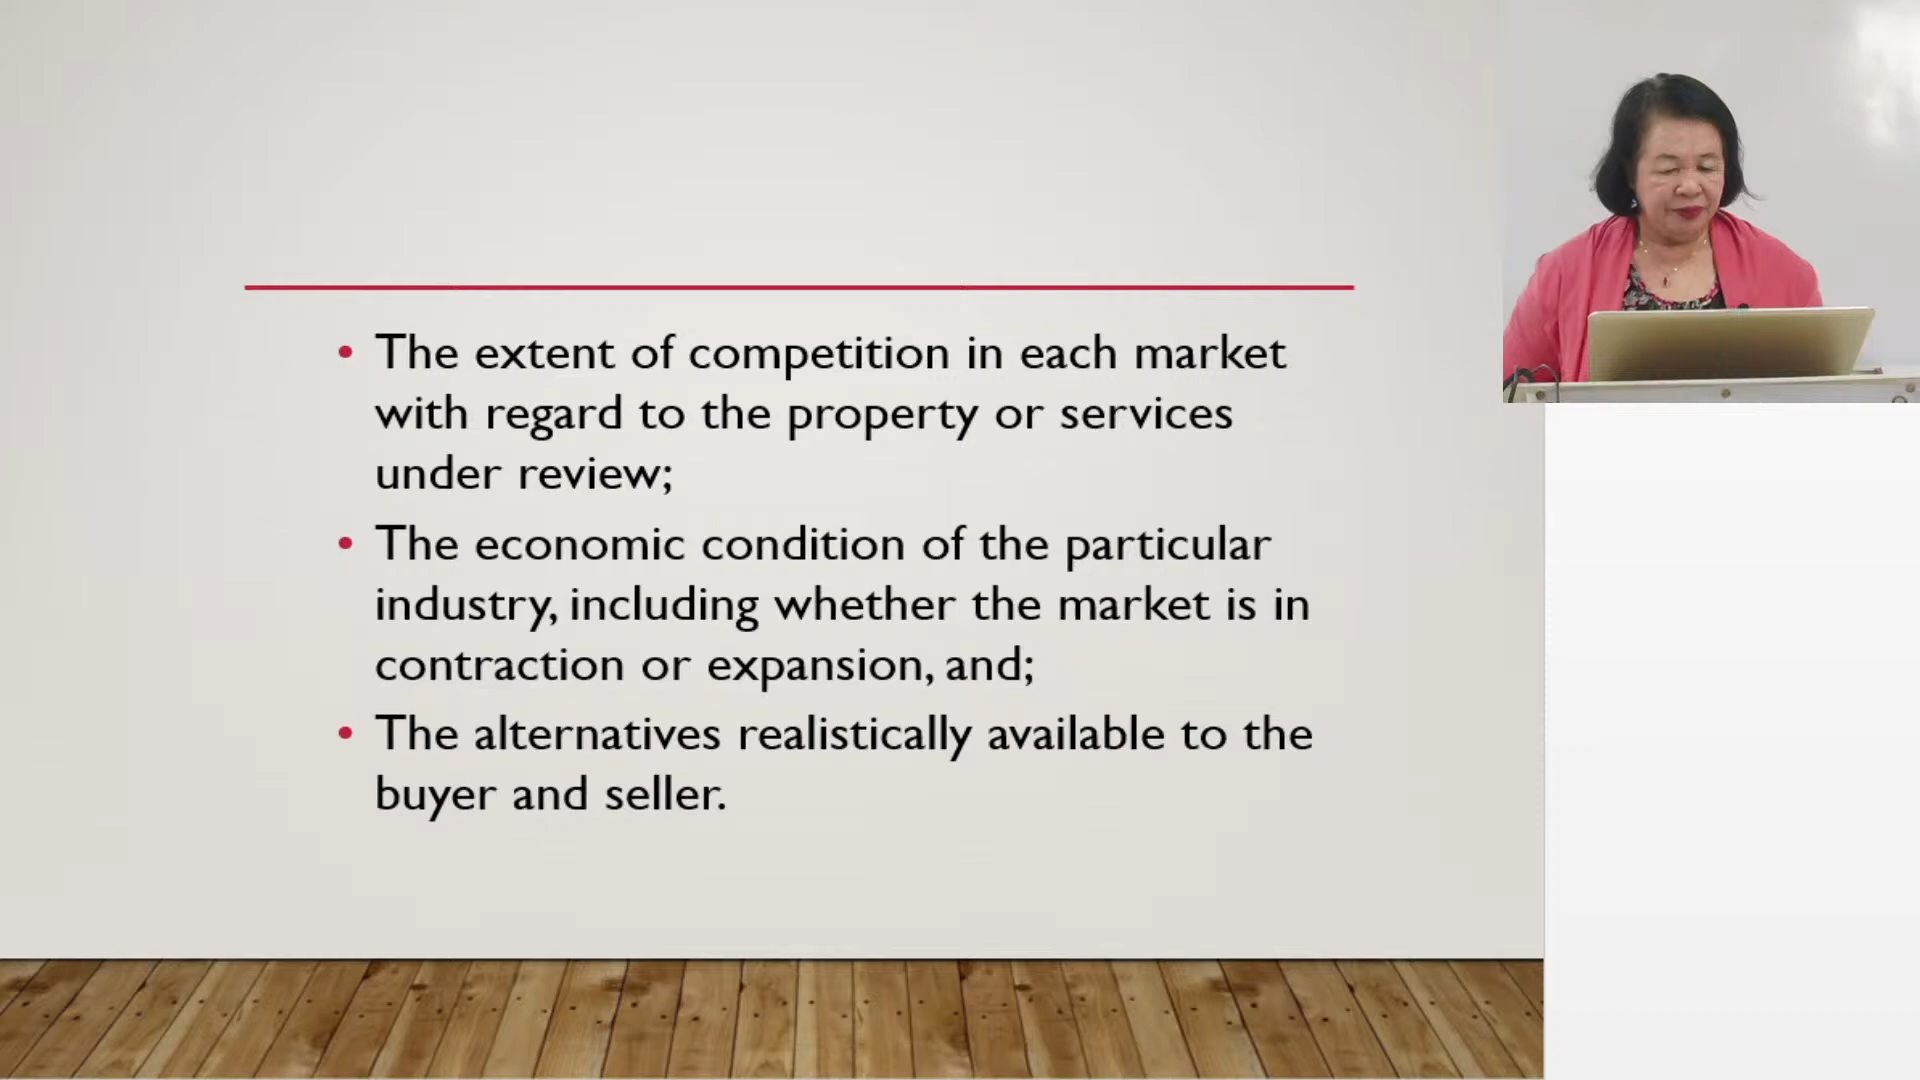 • The extent of competition in each market
with regard to the property or services
under review;
• The economic condition of the particular
industry, including whether the market is in
contraction or expansion, and;
• The alternatives realistically available to the
buyer and seller.